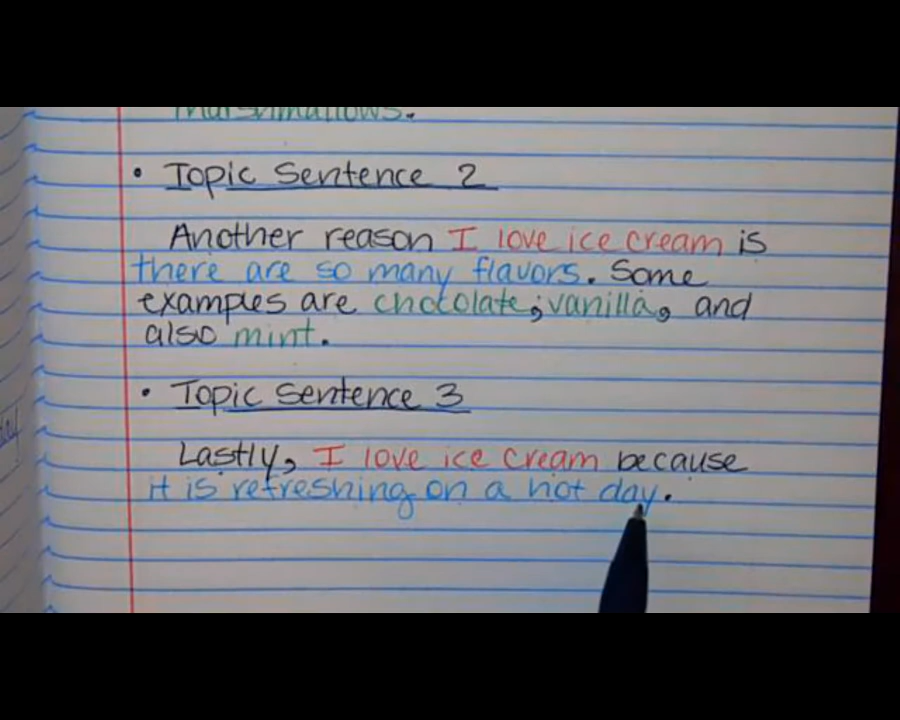 marshmallows.
• Topic Sentence 2
Another reason I love ice cream is
there are so many flavors. Some
examples are chocolate, vanilla, and
also mint.
• Topic Sentence 3
Lastly, I love ice cream because
it is refreshing on a hot day.